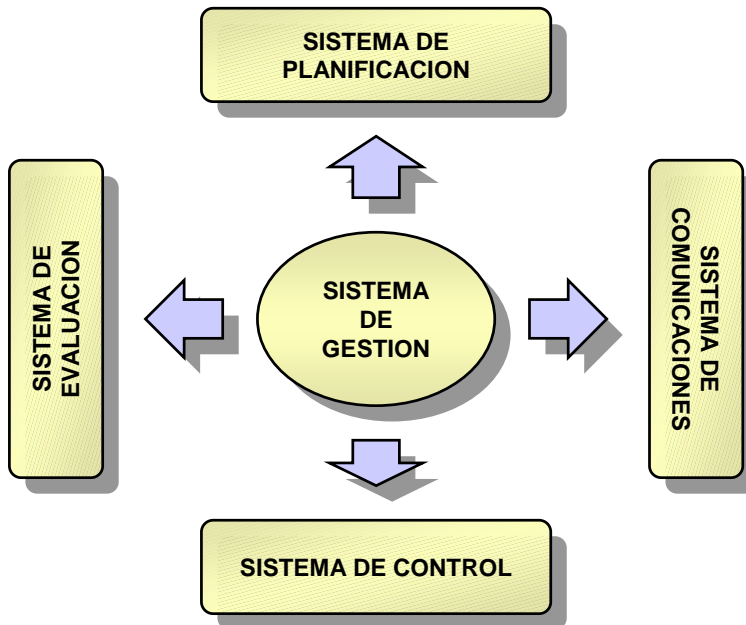 SISTEMA DE
PLANIFICACION
SISTEMA DE
EVALUACION
SISTEMA
DE
GESTION
SISTEMA DE
COMUNICACIONES
SISTEMA DE CONTROL